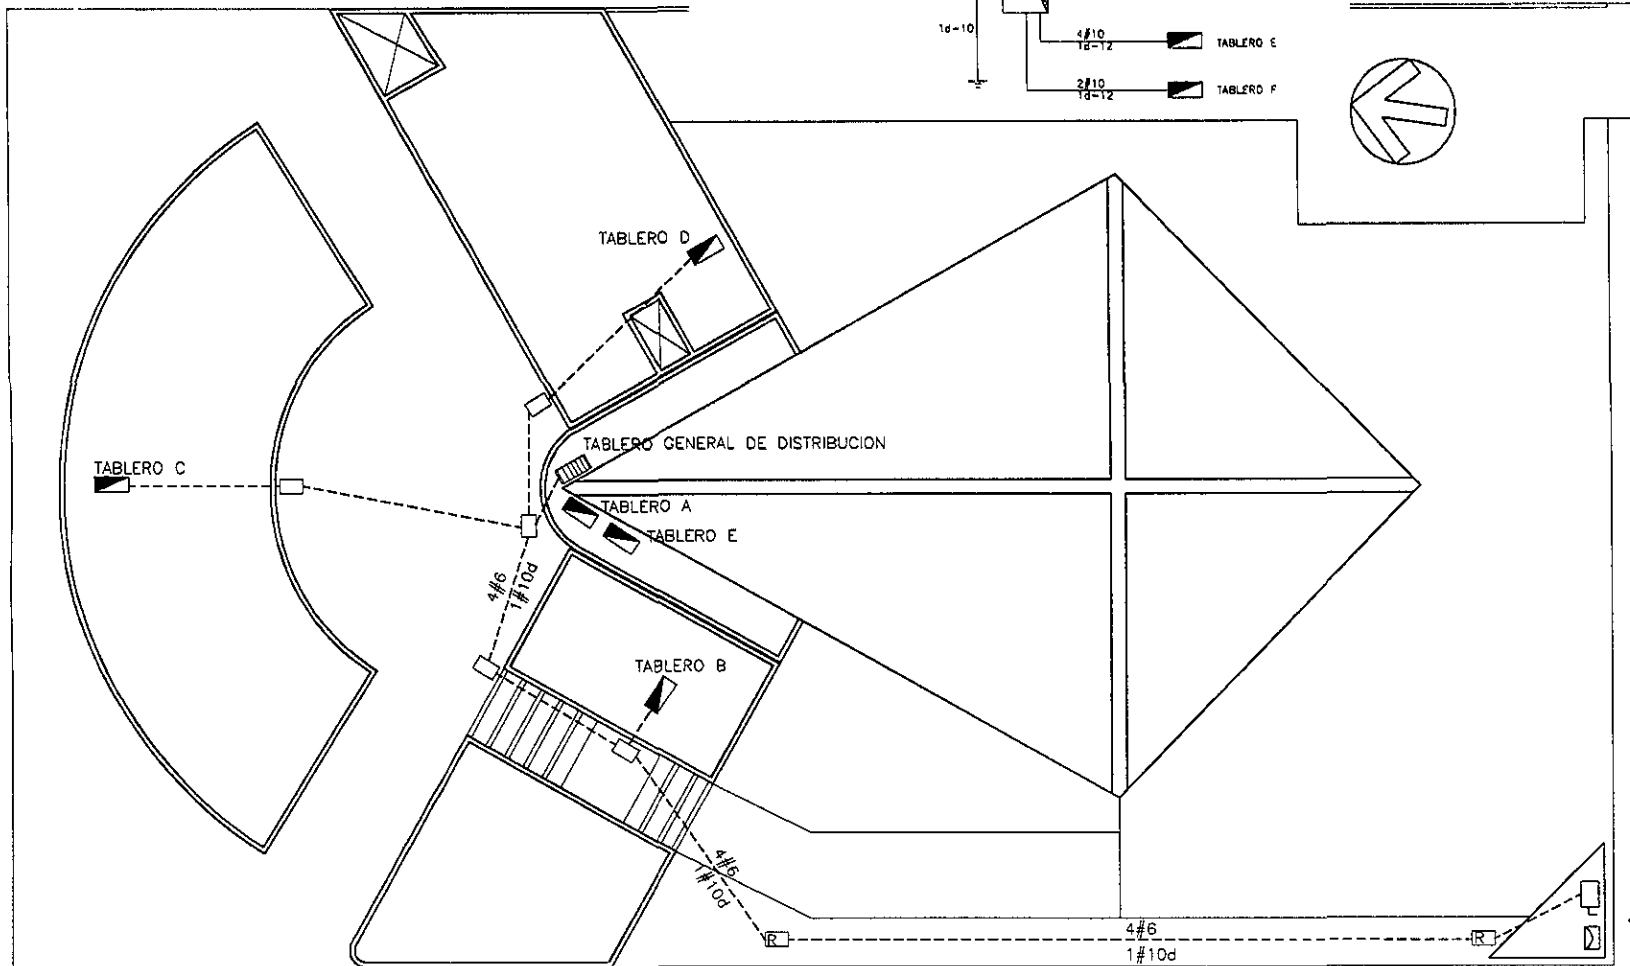 1d-10
4#10
1d-12
TABLERO E
2#10
1d-12
TABLERO F
TABLERO D
TABLERO GENERAL DE DISTRIBUCION
TABLERO C
TABLERO A
TABLERO E
4#6
1#10d
TABLERO B
4#6
1#10d
R
R
4#6
1#10d